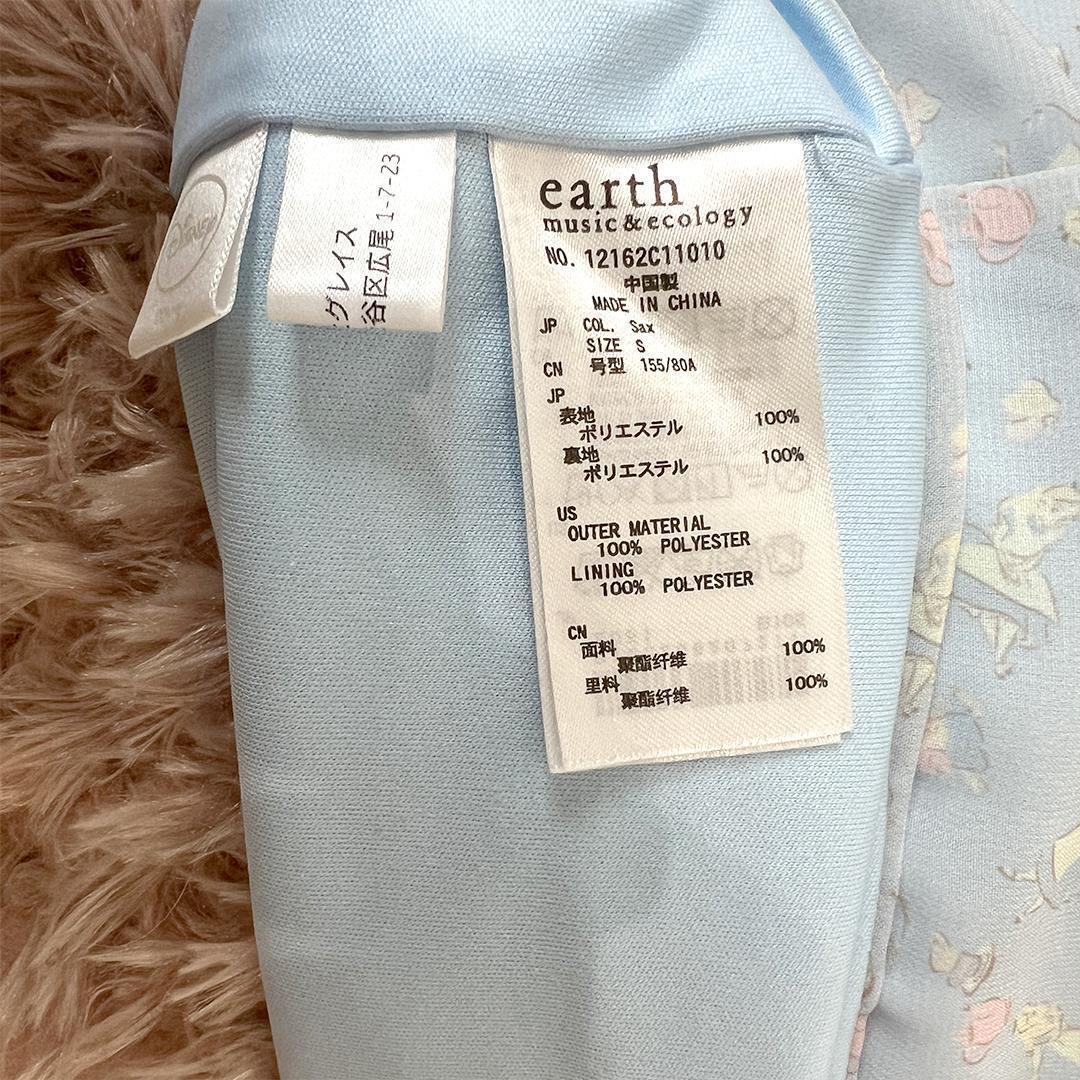 Disney
グレイス
谷区広尾1-7-23
earth
music&ecology
NO. 12162C11010
中国製
MADE IN CHINA
JP COL. Sax
SIZE S
CN 号型 155/80A
JP
表地
ポリエステル 100%
裏地
ポリエステル 100%
US
OUTER MATERIAL
100% POLYESTER
LINING
100% POLYESTER
CN
面料
聚酯纤维 100%
里料
聚酯纤维 100%